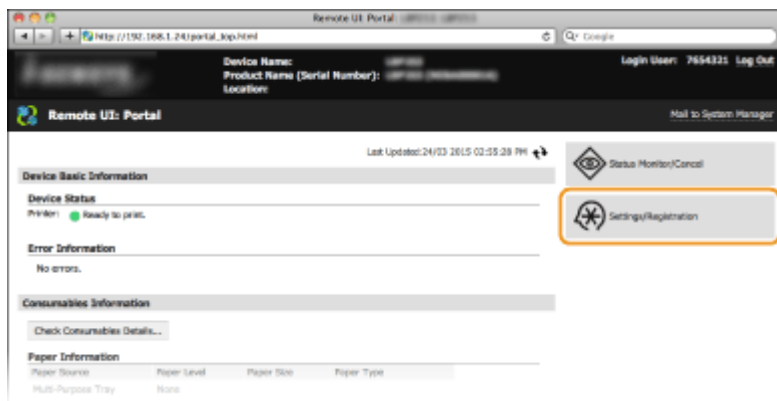 Remote UI: Portal
http://192.168.1.24/portal_top.html
Google
Device Name:
Product Name (Serial Number):
Location:
Login User: 7654321 Log Out
Remote UI: Portal
Mail to System Manager
Last Updated:24/03 2015 02:55:28 PM
Device Basic Information
Device Status
Printer: Ready to print.
Error Information
No errors.
Consumables Information
Check Consumables Details...
Paper Information
Paper Source Paper Level Paper Size Paper Type
Multi-Purpose Tray None
Status Monitor/Cancel
Settings/Registration